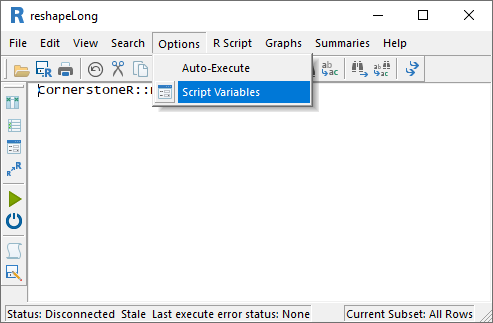 reshapeLong
File Edit View Search Options R Script Graphs Summaries Help
Auto-Execute
Script Variables
CornerstoneR::
Status: Disconnected Stale Last execute error status: None Current Subset: All Rows